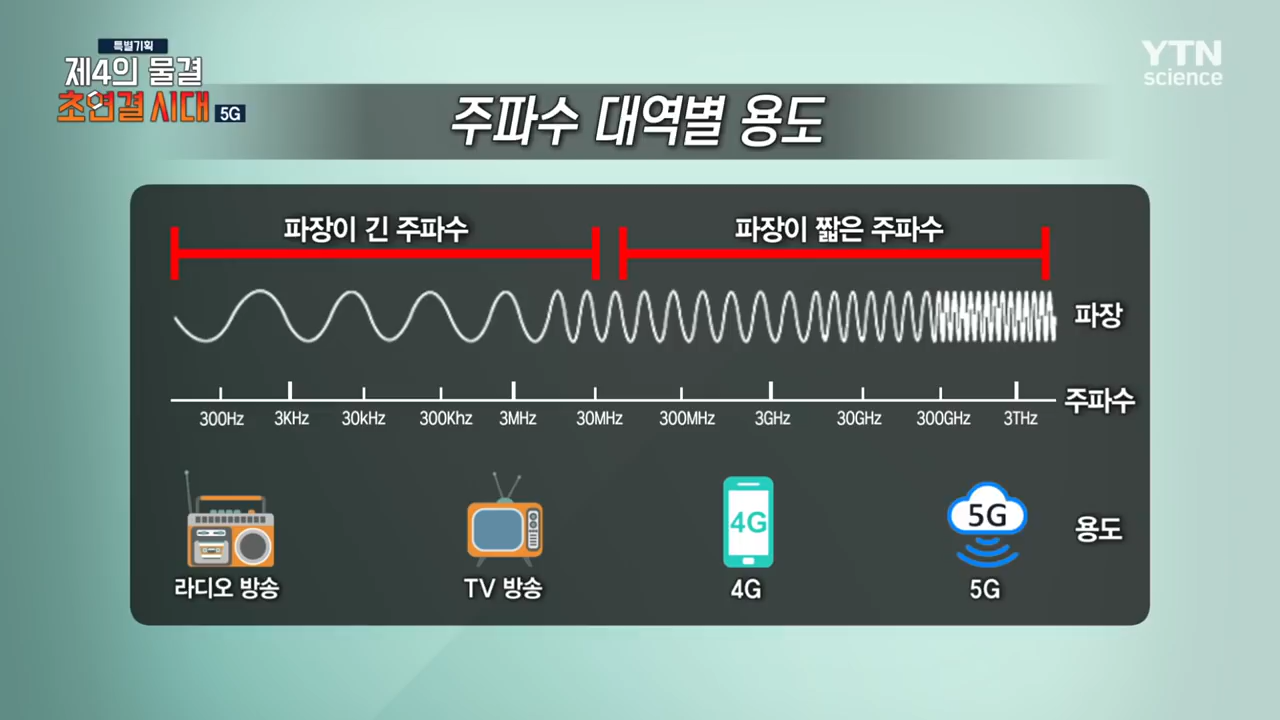 특별기획
제4의 물결
초연결 시대 5G
YTN
science
주파수 대역별 용도
파장이 긴 주파수
파장이 짧은 주파수
파장
300Hz 3KHz 30kHz 300Khz 3MHz 30MHz 300MHz 3GHz 30GHz 300GHz 3THz 주파수
4G
5G
용도
라디오 방송 TV 방송 4G 5G